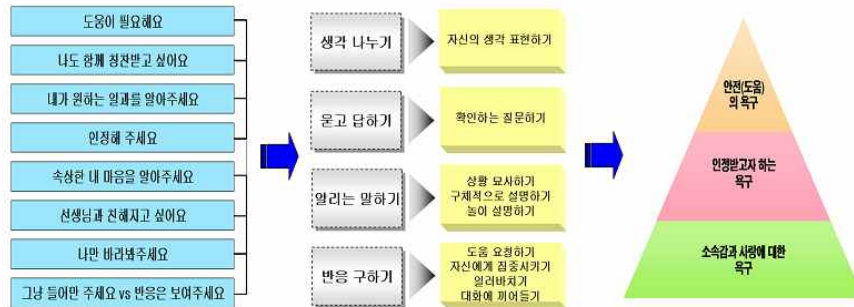 도움이 필요해요
나도 함께 칭찬받고 싶어요
내가 원하는 일과를 알아주세요
인정해 주세요
속상한 내 마음을 알아주세요
선생님과 친해지고 싶어요
나만 바라봐주세요
그냥 들어만 주세요 vs 반응은 보여주세요
생각 나누기
자신의 생각 표현하기
묻고 답하기
확인하는 질문하기
알리는 말하기
상황 묘사하기
구체적으로 설명하기
놀이 설명하기
반응 구하기
도움 요청하기
자신에게 집중시키기
일러바치기
대화에 끼어들기
안전(도움)
의 욕구
인정받고자 하는
욕구
소속감과 사랑에 대한
욕구